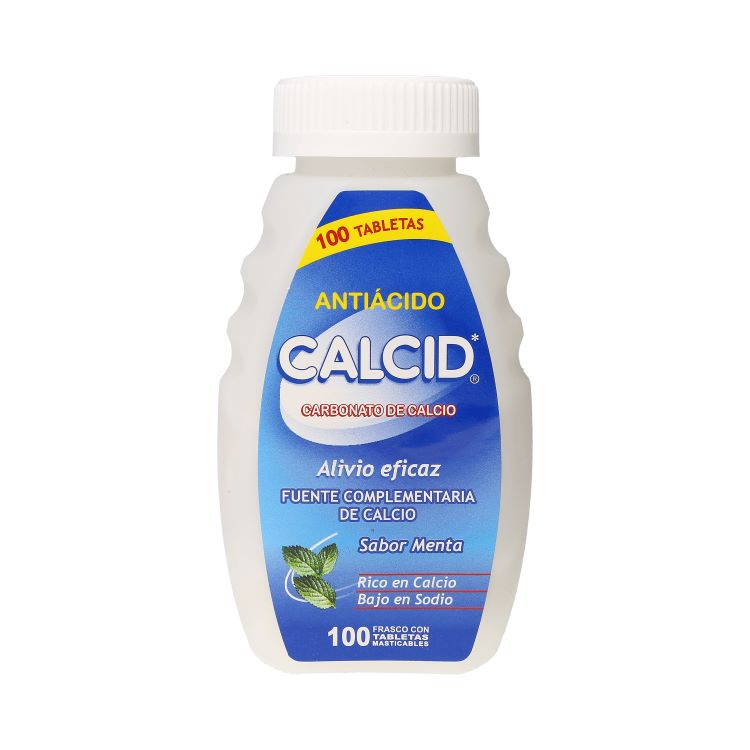 100 TABLETAS
ANTIÁCIDO
CALCID*
®
CARBONATO DE CALCIO
Alivio eficaz
FUENTE COMPLEMENTARIA
DE CALCIO
Sabor Menta
Rico en Calcio
Bajo en Sodio
100 FRASCO CON
TABLETAS
MASTICABLES